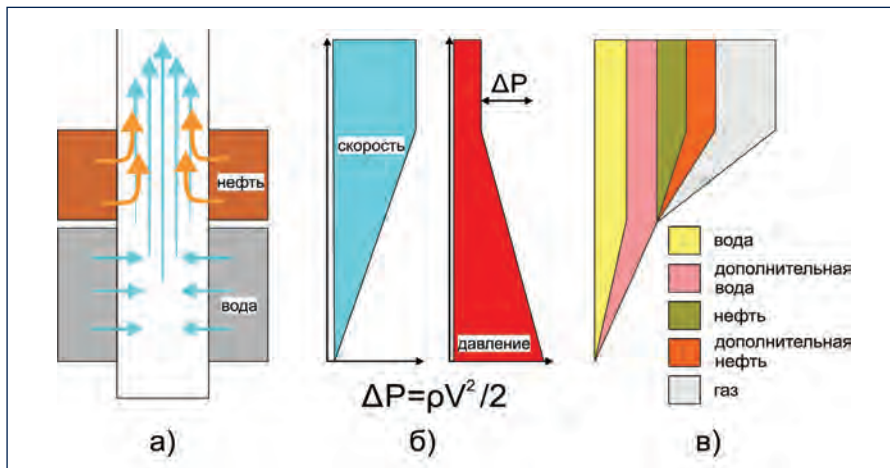 нефть
вода
а)
скорость
ΔP
давление
ΔP=ρV²/2
б)
вода
дополнительная
вода
нефть
дополнительная
нефть
газ
в)